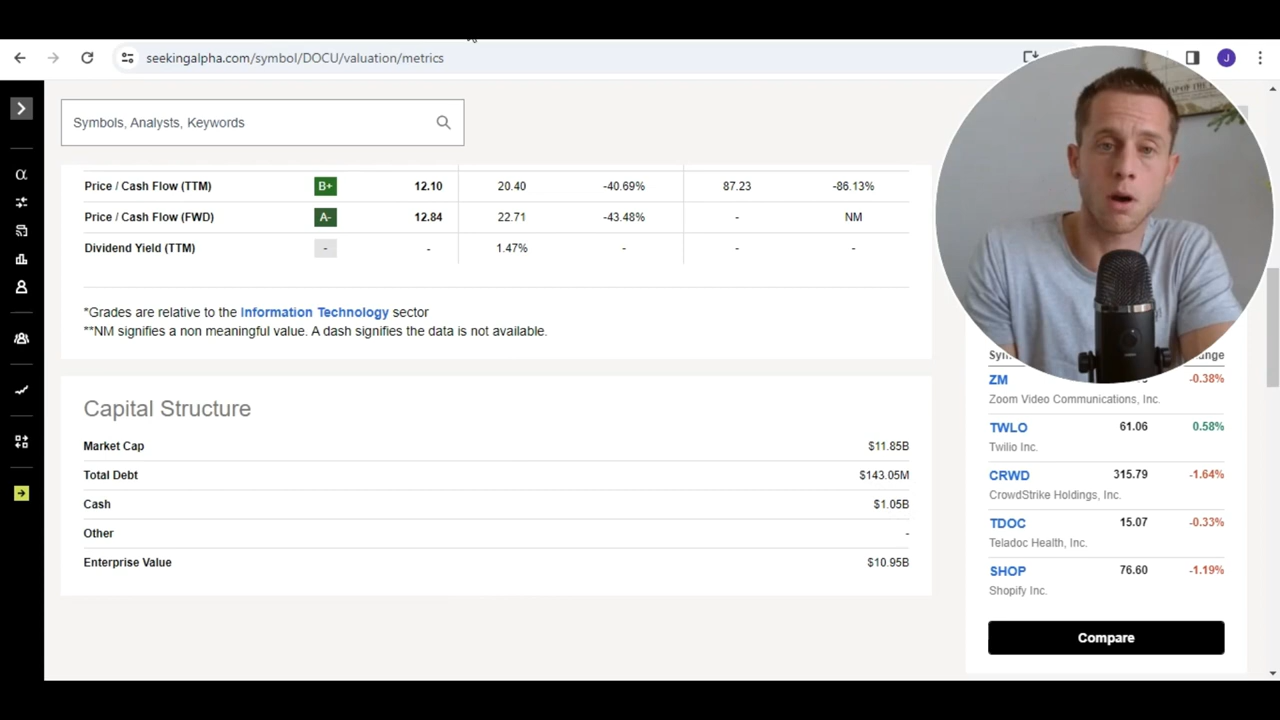 seekingalpha.com/symbol/DOCU/valuation/metrics
J
Symbols, Analysts, Keywords
Price / Cash Flow (TTM) B+ 12.10 20.40 -40.69% 87.23 -86.13%
Price / Cash Flow (FWD) A- 12.84 22.71 -43.48% - NM
Dividend Yield (TTM) - - 1.47% - - -
*Grades are relative to the Information Technology sector
**NM signifies a non meaningful value. A dash signifies the data is not available.
Capital Structure
Market Cap $11.85B
Total Debt $143.05M
Cash $1.05B
Other -
Enterprise Value $10.95B
ZM -0.38%
Zoom Video Communications, Inc.
TWLO 61.06 0.58%
Twilio Inc.
CRWD 315.79 -1.64%
CrowdStrike Holdings, Inc.
TDOC 15.07 -0.33%
Teladoc Health, Inc.
SHOP 76.60 -1.19%
Shopify Inc.
Compare